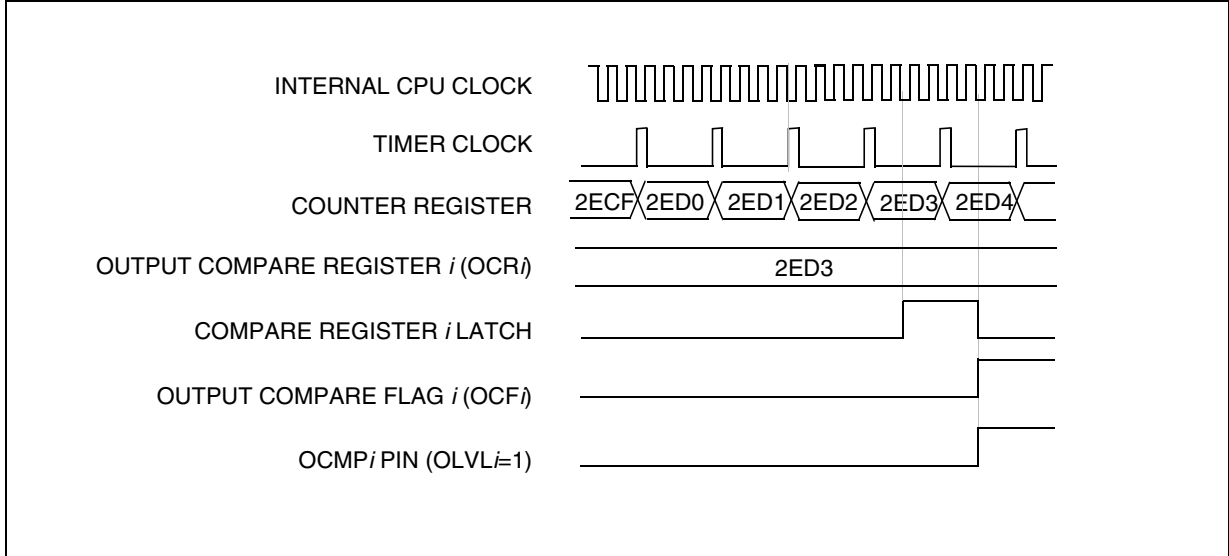 INTERNAL CPU CLOCK
TIMER CLOCK
COUNTER REGISTER
2ECF 2ED0 2ED1 2ED2 2ED3 2ED4
OUTPUT COMPARE REGISTER i (OCRi)
2ED3
COMPARE REGISTER i LATCH
OUTPUT COMPARE FLAG i (OCFi)
OCMPi PIN (OLVLi=1)